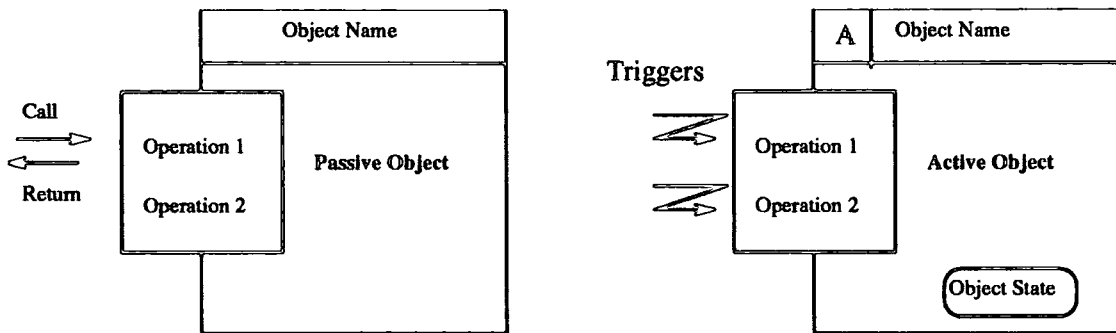 Object Name
Call
Return
Operation 1
Operation 2
Passive Object
A
Object Name
Triggers
Operation 1
Operation 2
Active Object
Object State